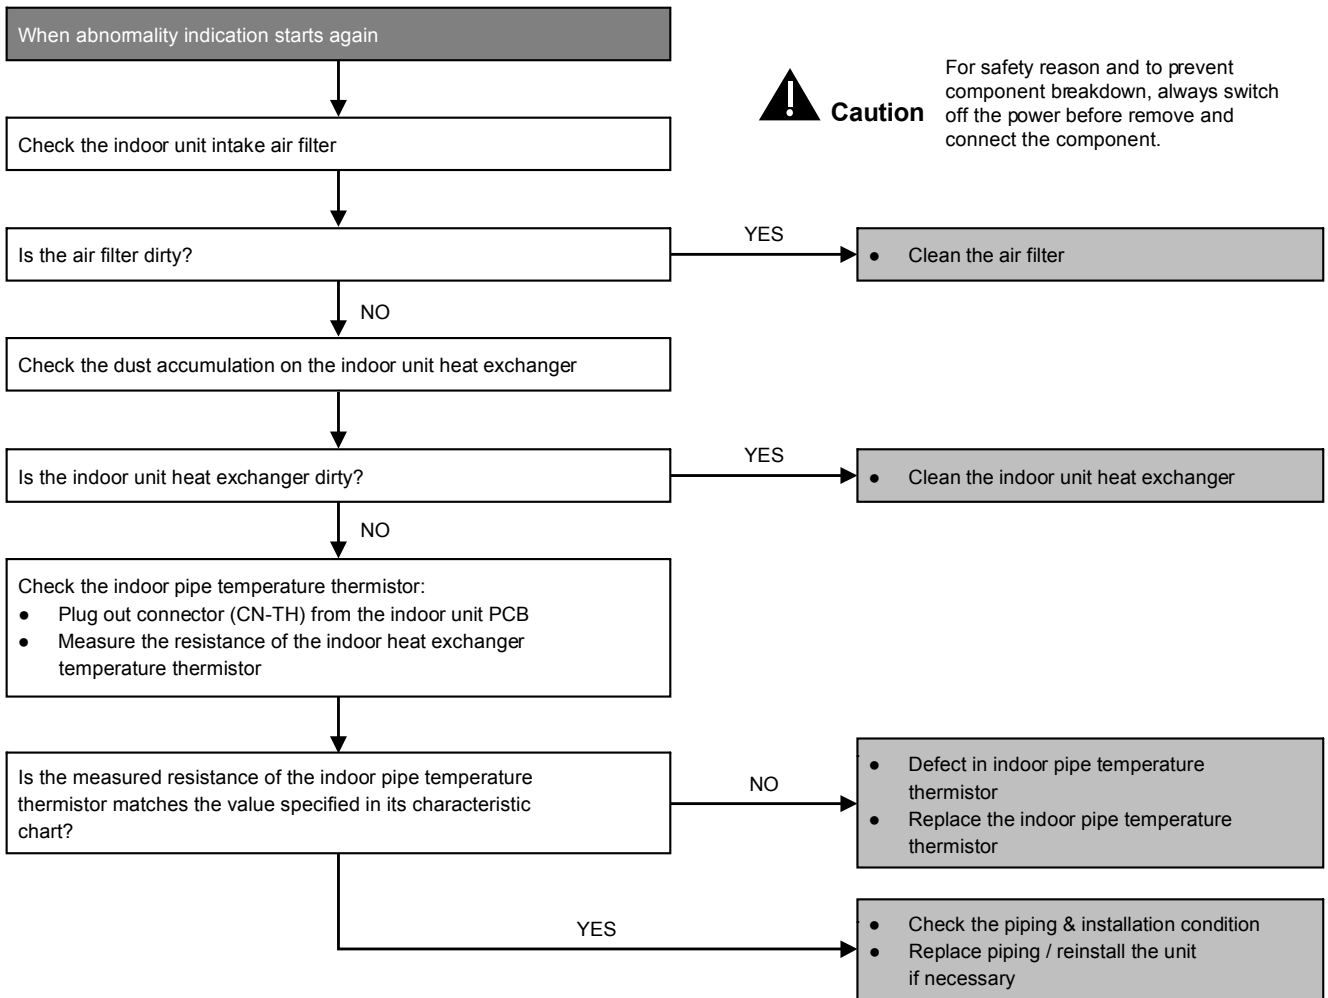 When abnormality indication starts again
Caution
For safety reason and to prevent
component breakdown, always switch
off the power before remove and
connect the component.
Check the indoor unit intake air filter
Is the air filter dirty?
YES
● Clean the air filter
NO
Check the dust accumulation on the indoor unit heat exchanger
Is the indoor unit heat exchanger dirty?
YES
● Clean the indoor unit heat exchanger
NO
Check the indoor pipe temperature thermistor:
● Plug out connector (CN-TH) from the indoor unit PCB
● Measure the resistance of the indoor heat exchanger
temperature thermistor
Is the measured resistance of the indoor pipe temperature
thermistor matches the value specified in its characteristic
chart?
NO
● Defect in indoor pipe temperature
thermistor
● Replace the indoor pipe temperature
thermistor
YES
● Check the piping & installation condition
● Replace piping / reinstall the unit
if necessary